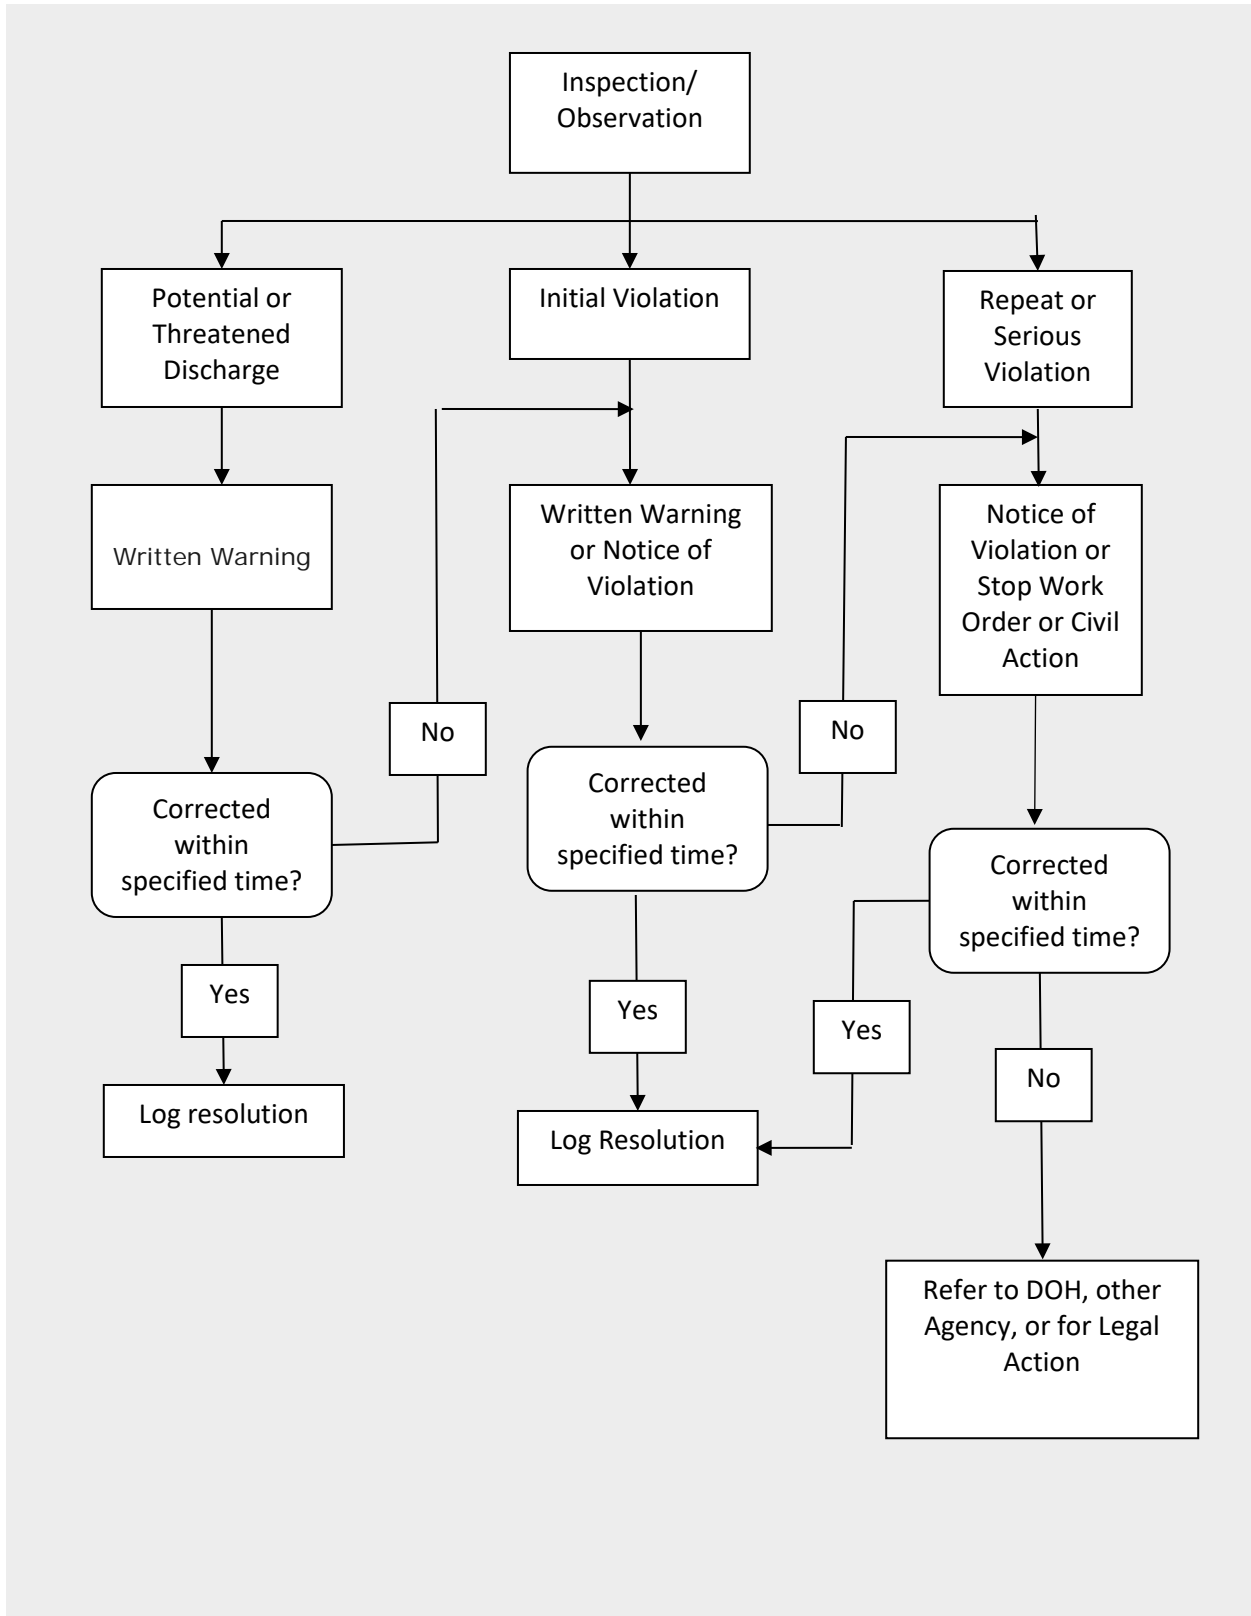 Inspection/
Observation
Potential or
Threatened
Discharge
Initial Violation
Repeat or
Serious
Violation
Written Warning
Written Warning
or Notice of
Violation
Notice of
Violation or
Stop Work
Order or Civil
Action
No
No
Corrected
within
specified time?
Corrected
within
specified time?
Corrected
within
specified time?
Yes
Yes
Yes
No
Log resolution
Log Resolution
Refer to DOH, other
Agency, or for Legal
Action